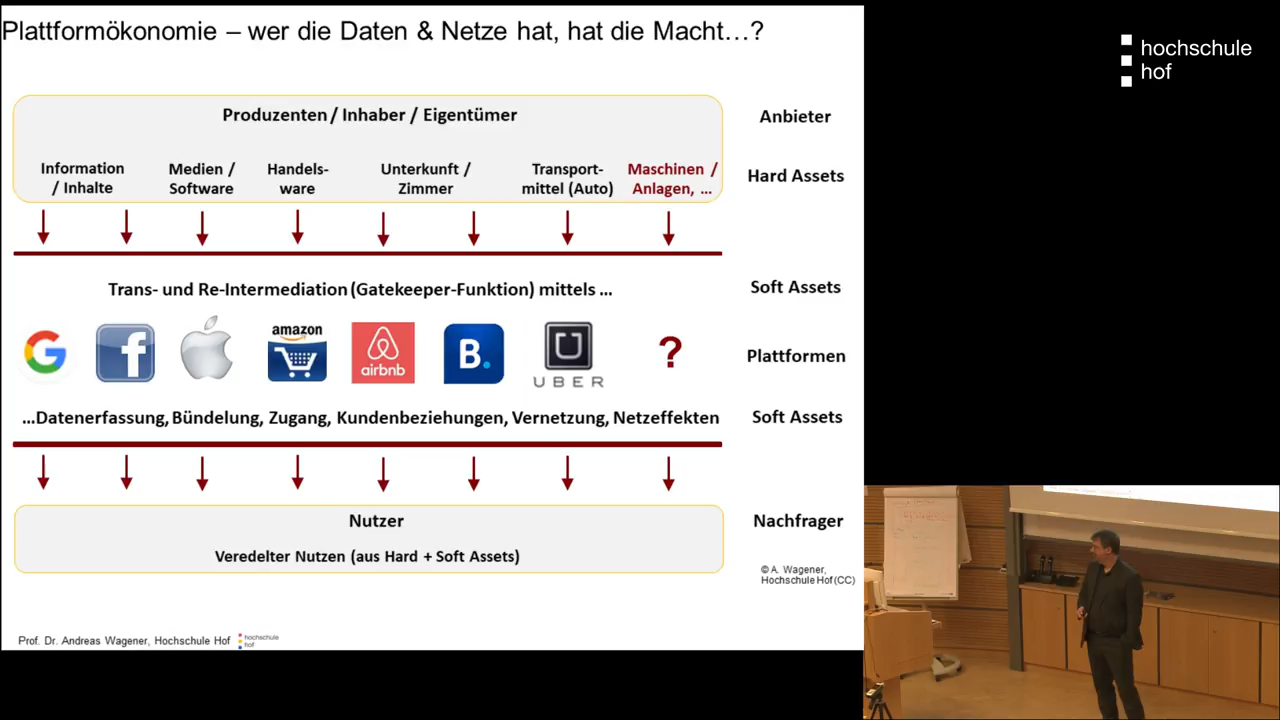 Plattformökonomie – wer die Daten & Netze hat, hat die Macht…?
hochschule
hof
Produzenten / Inhaber / Eigentümer
Anbieter
Information
/ Inhalte
Medien /
Software
Handels-
ware
Unterkunft /
Zimmer
Transport-
mittel (Auto)
Maschinen /
Anlagen, …
Hard Assets
Trans- und Re-Intermediation (Gatekeeper-Funktion) mittels …
Soft Assets
G
f
amazon
airbnb
B.
U
UBER
?
Plattformen
…Datenerfassung, Bündelung, Zugang, Kundenbeziehungen, Vernetzung, Netzeffekten
Soft Assets
Nutzer
Nachfrager
Veredelter Nutzen (aus Hard + Soft Assets)
© A. Wagener,
Hochschule Hof (CC)
Prof. Dr. Andreas Wagener, Hochschule Hof
hochschule
hof